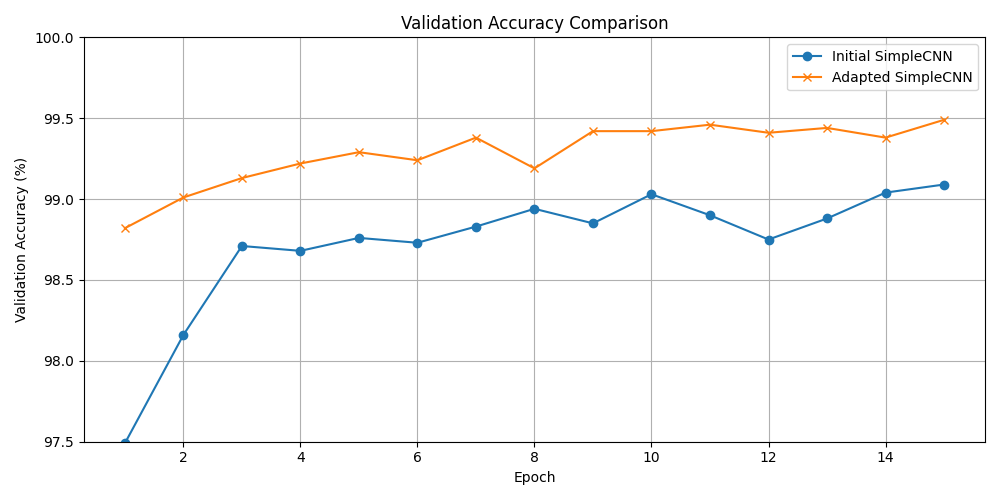 Validation Accuracy Comparison
Initial SimpleCNN
Adapted SimpleCNN
Validation Accuracy (%)
100.0
99.5
99.0
98.5
98.0
97.5
2 4 6 8 10 12 14
Epoch